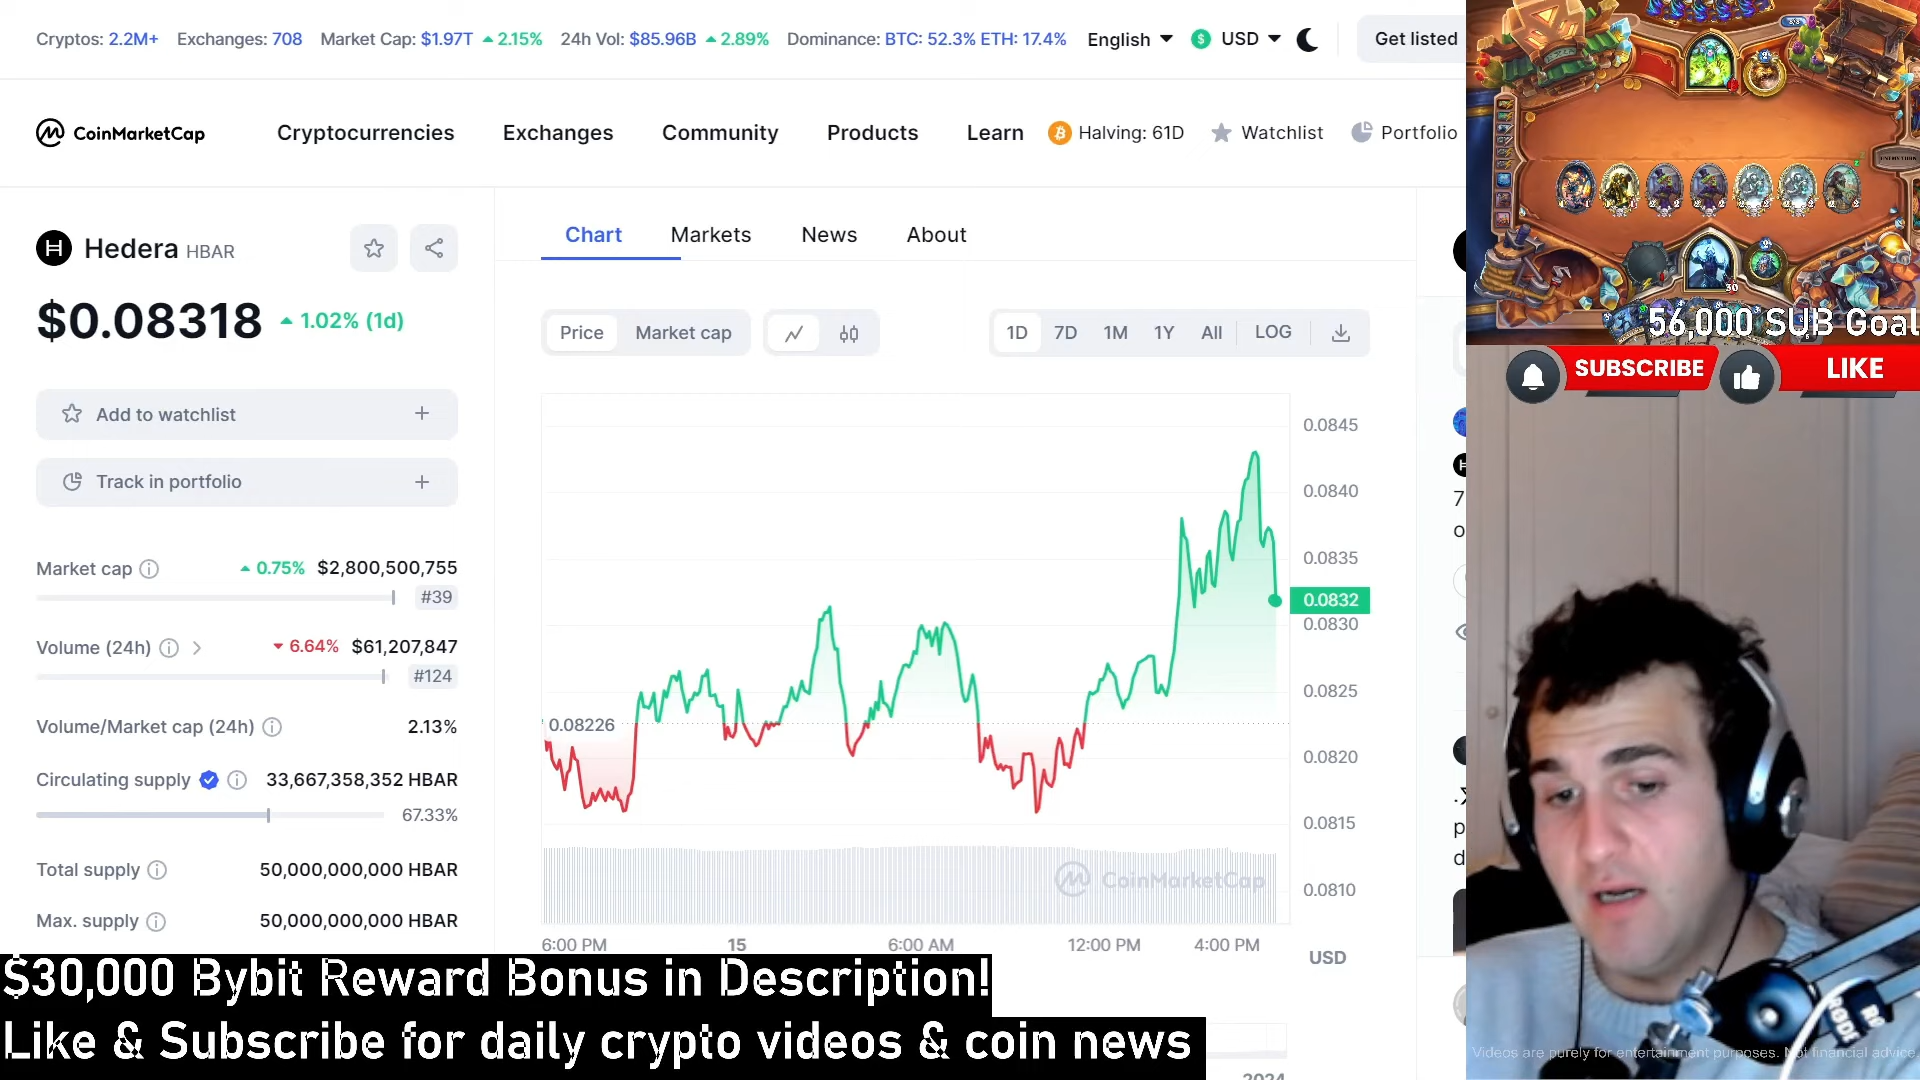 Cryptos: 2.2M+ Exchanges: 708 Market Cap: $1.97T 2.15% 24h Vol: $85.96B 2.89% Dominance: BTC: 52.3% ETH: 17.4% English USD Get listed
CoinMarketCap Cryptocurrencies Exchanges Community Products Learn Halving: 61D Watchlist Portfolio
Hedera HBAR
$0.08318 1.02% (1d)
Add to watchlist
Track in portfolio
Market cap 0.75% $2,800,500,755
#39
Volume (24h) 6.64% $61,207,847
#124
Volume/Market cap (24h) 2.13%
Circulating supply 33,667,358,352 HBAR
67.33%
Total supply 50,000,000,000 HBAR
Max. supply 50,000,000,000 HBAR
Chart Markets News About
Price Market cap 1D 7D 1M 1Y All LOG
0.0845
0.0840
0.0835
0.0832
0.0830
0.0825
0.08226
0.0820
0.0815
0.0810
CoinMarketCap
6:00 PM 15 6:00 AM 12:00 PM 4:00 PM
USD
2024
56,000 SUB Goal
SUBSCRIBE LIKE
$30,000 Bybit Reward Bonus in Description!
Like & Subscribe for daily crypto videos & coin news
Videos are purely for entertainment purposes. Not financial advice.